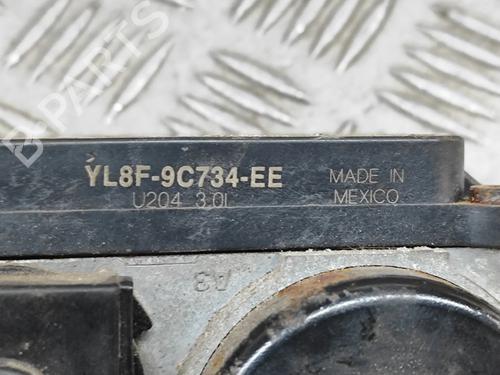 B-PARTS
YL8F-9C734-EE
U204 3.0L
MADE IN
MEXICO